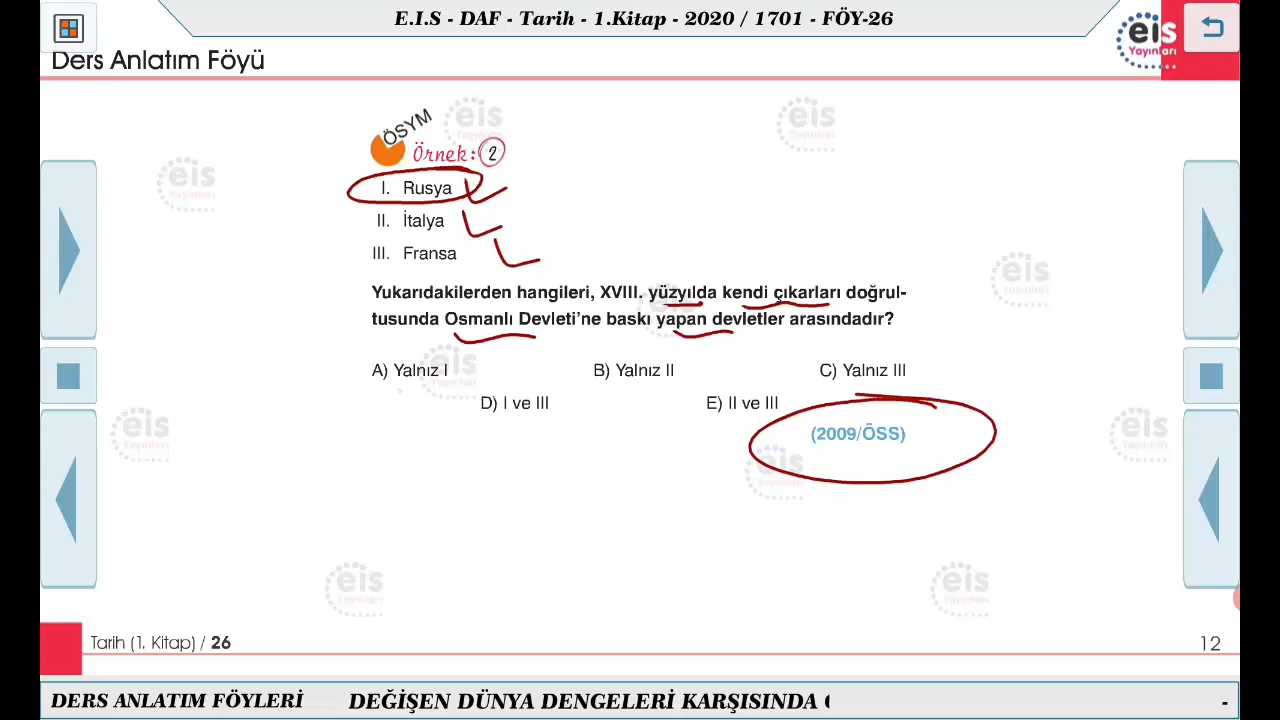 E.I.S - DAF - Tarih - 1.Kitap - 2020 / 1701 - FÖY-26
eis
Yayınları
Ders Anlatım Föyü
ÖSYM
Örnek: 2
I. Rusya
II. İtalya
III. Fransa
Yukarıdakilerden hangileri, XVIII. yüzyılda kendi çıkarları doğrul-
tusunda Osmanlı Devleti'ne baskı yapan devletler arasındadır?
A) Yalnız I
B) Yalnız II
C) Yalnız III
D) I ve III
E) II ve III
(2009/ÖSS)
Tarih (1. Kitap) / 26
12
DERS ANLATIM FÖYLERİ
DEĞİŞEN DÜNYA DENGELERİ KARŞISINDA
-